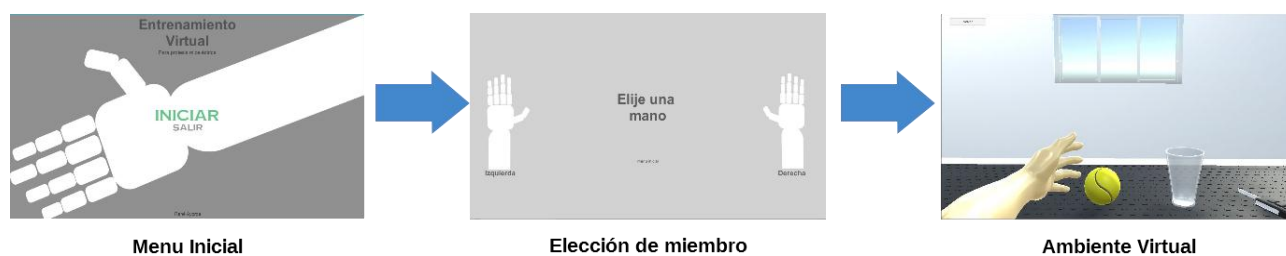 Entrenamiento
Virtual
INICIAR
SALIR
Elije una
mano
Izquierda
Derecha
Menu Inicial
Elección de miembro
Ambiente Virtual